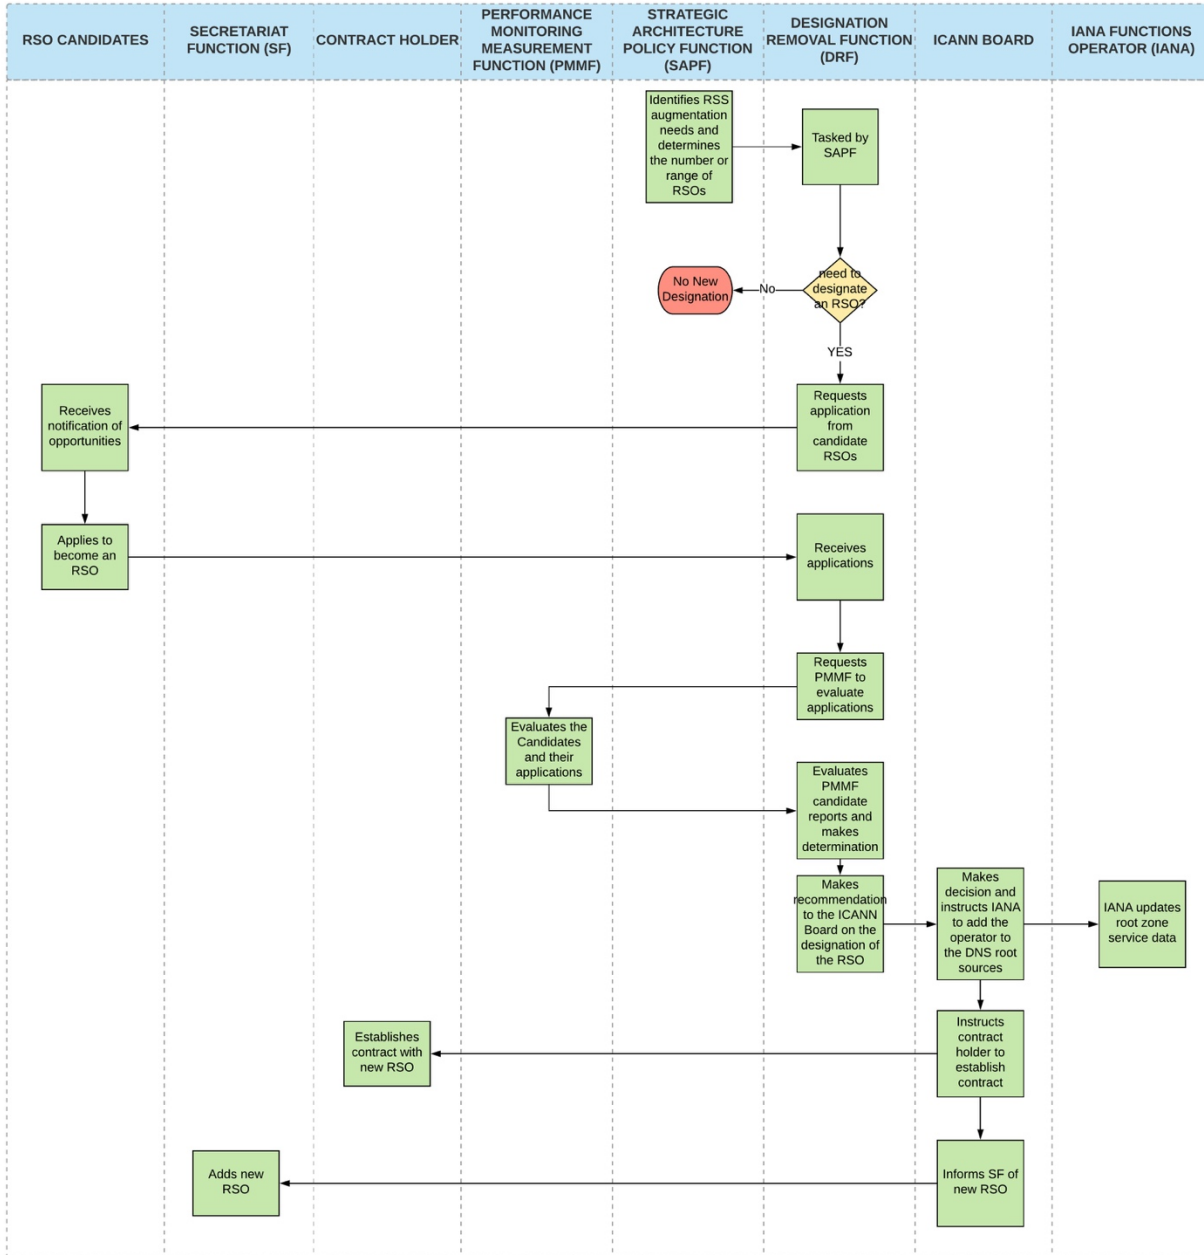 RSO CANDIDATES
SECRETARIAT
FUNCTION (SF)
CONTRACT HOLDER
PERFORMANCE
MONITORING
MEASUREMENT
FUNCTION (PMMF)
STRATEGIC
ARCHITECTURE
POLICY FUNCTION
(SAPF)
DESIGNATION
REMOVAL FUNCTION
(DRF)
ICANN BOARD
IANA FUNCTIONS
OPERATOR (IANA)
Identifies RSS
augmentation
needs and
determines
the number or
range of
RSOs
Tasked by
SAPF
need to
designate
an RSO?
No
No New
Designation
YES
Requests
application
from
candidate
RSOs
Receives
notification of
opportunities
Applies to
become an
RSO
Receives
applications
Requests
PMMF to
evaluate
applications
Evaluates the
Candidates
and their
applications
Evaluates
PMMF
candidate
reports and
makes
determination
Makes
recommendation
to the ICANN
Board on the
designation of
the RSO
Makes
decision and
instructs IANA
to add the
operator to
the DNS root
sources
IANA updates
root zone
service data
Instructs
contract
holder to
establish
contract
Establishes
contract with
new RSO
Informs SF of
new RSO
Adds new
RSO